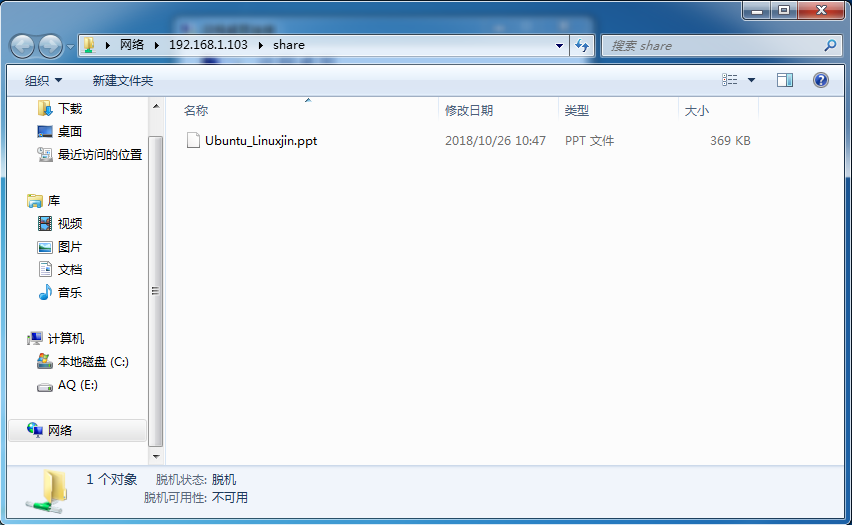 网络 192.168.1.103 share
搜索 share
组织 新建文件夹
名称 修改日期 类型 大小
Ubuntu_Linuxjin.ppt 2018/10/26 10:47 PPT 文件 369 KB
下载
桌面
最近访问的位置
库
视频
图片
文档
音乐
计算机
本地磁盘 (C:)
AQ (E:)
网络
1 个对象 脱机状态: 脱机
脱机可用性: 不可用